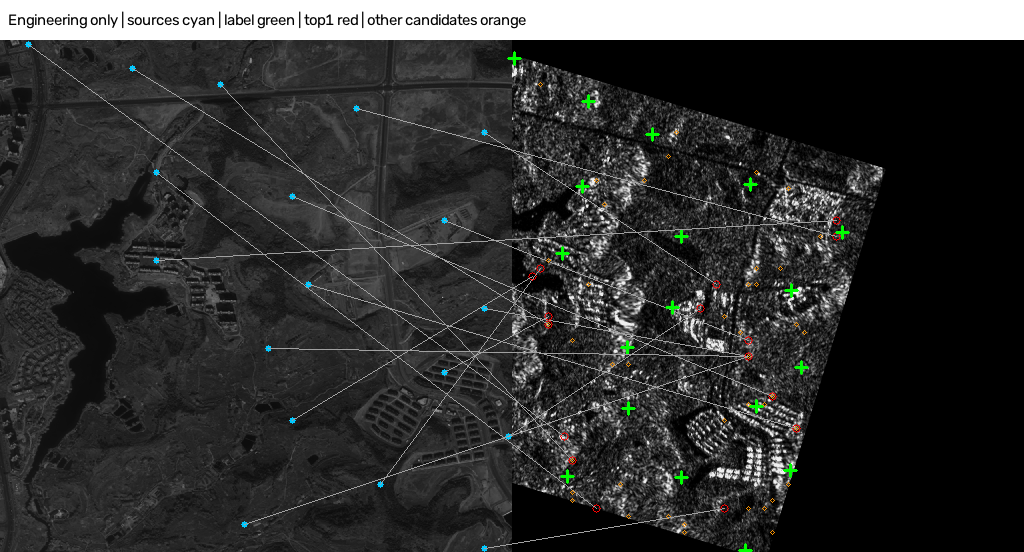 Engineering only | sources cyan | label green | top1 red | other candidates orange